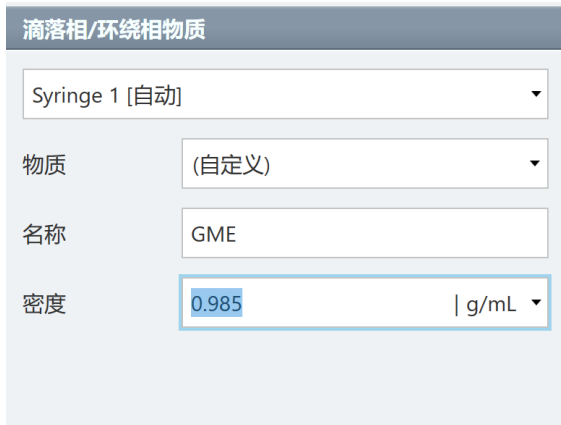 滴落相/环绕相物质
Syringe 1 [自动]
物质 (自定义)
名称 GME
密度 0.985 | g/mL